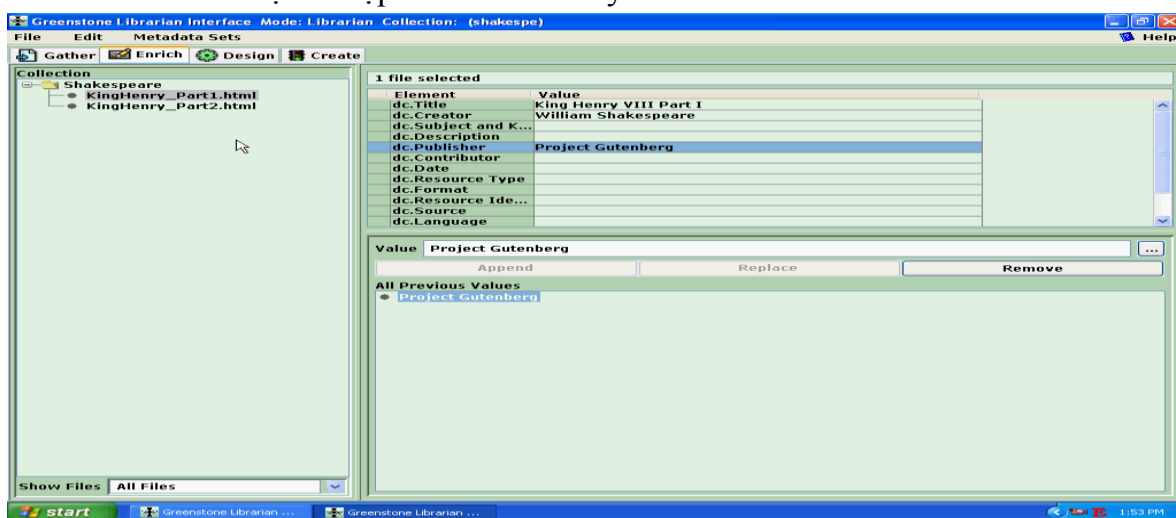 Greenstone Librarian Interface Mode: Librarian Collection: (shakespe)
File Edit Metadata Sets Help
Gather Enrich Design Create
Collection
Shakespeare
KingHenry_Part1.html
KingHenry_Part2.html
Show Files All Files
1 file selected
Element Value
dc.Title King Henry VIII Part I
dc.Creator William Shakespeare
dc.Subject and K...
dc.Description
dc.Publisher Project Gutenberg
dc.Contributor
dc.Date
dc.Resource Type
dc.Format
dc.Resource Ide...
dc.Source
dc.Language
Value Project Gutenberg ...
Append Replace Remove
All Previous Values
Project Gutenberg
start Greenstone Librarian ... Greenstone Librarian ... 1:53 PM